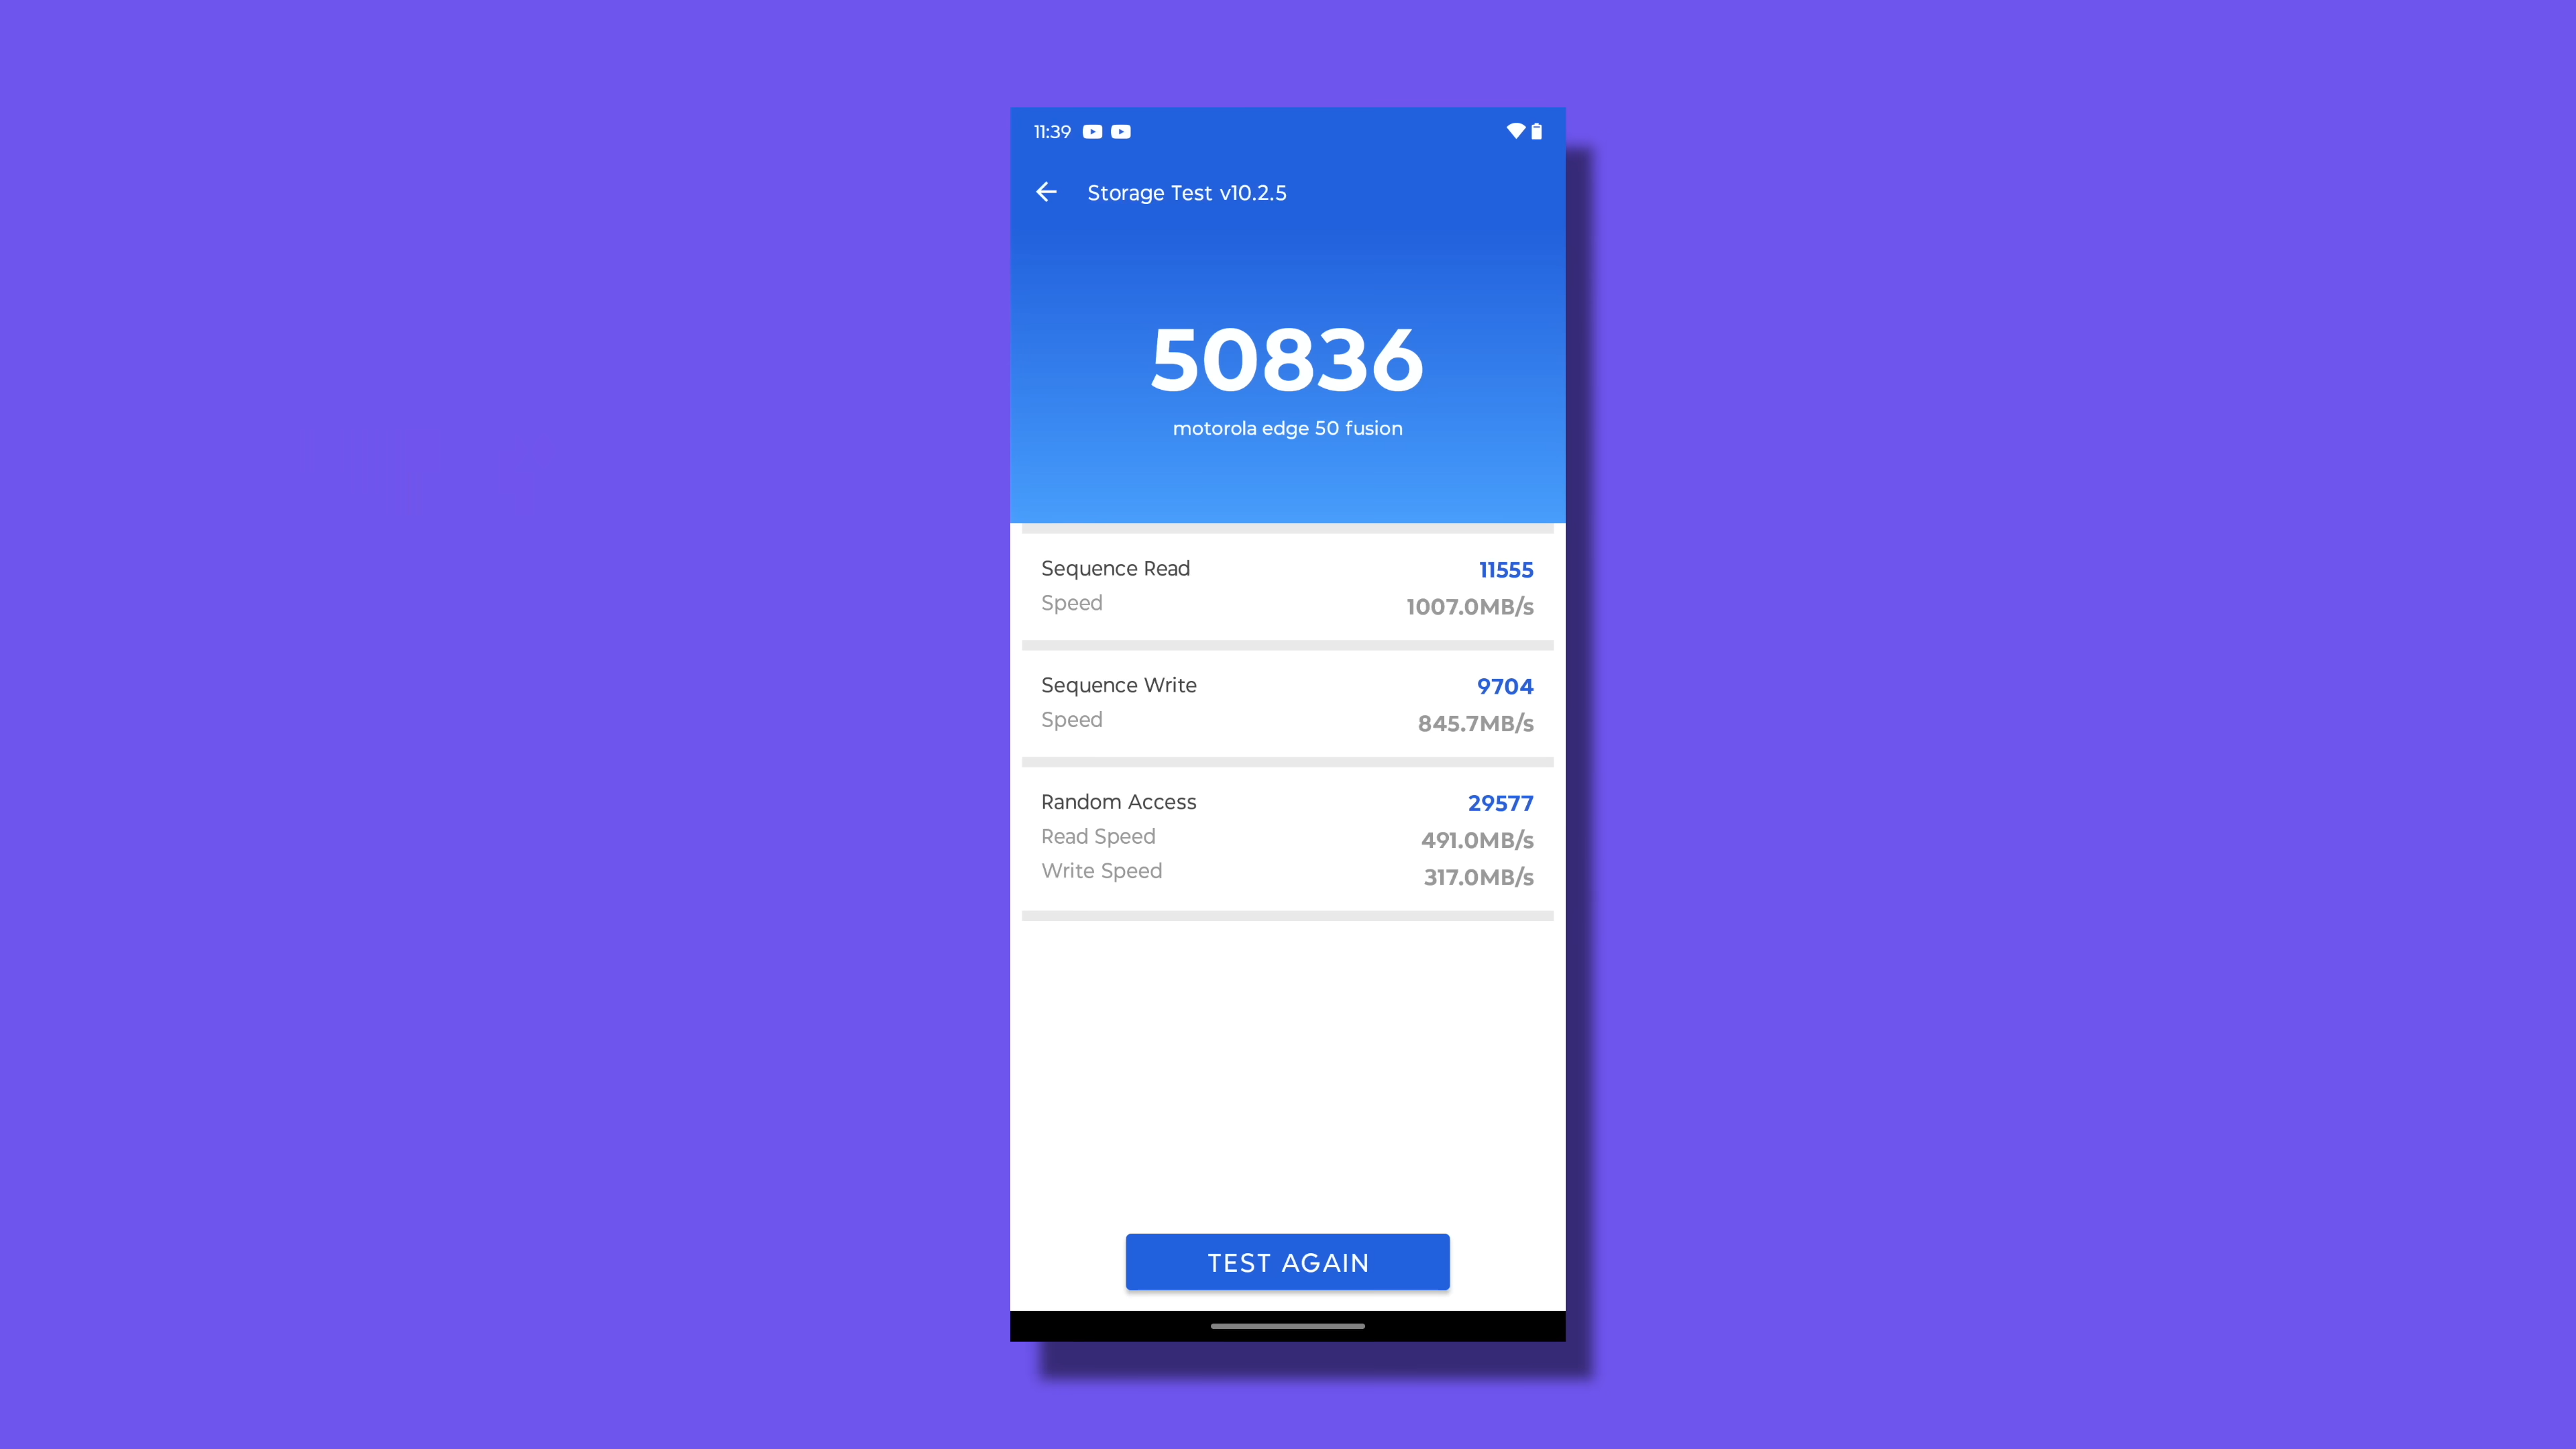 11:39
Storage Test v10.2.5
50836
motorola edge 50 fusion
Sequence Read 11555
Speed 1007.0MB/s
Sequence Write 9704
Speed 845.7MB/s
Random Access 29577
Read Speed 491.0MB/s
Write Speed 317.0MB/s
TEST AGAIN